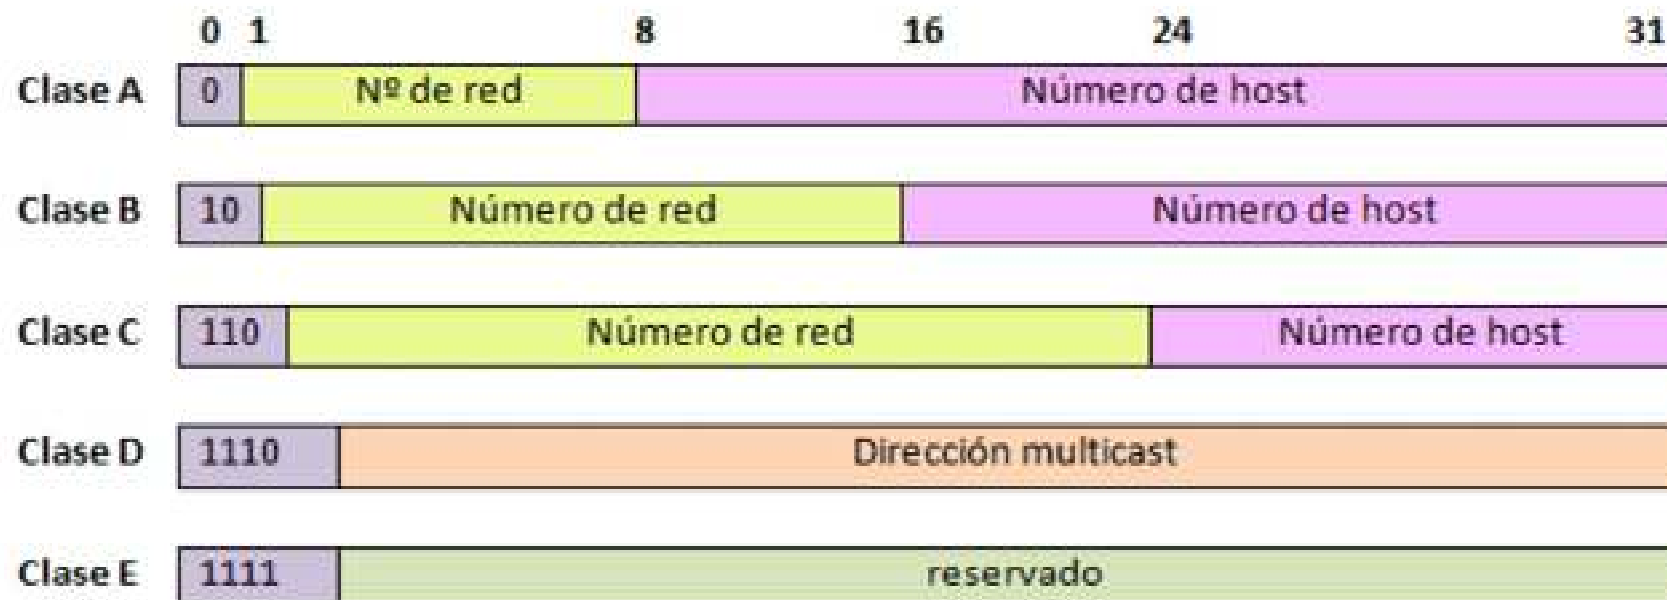 0 1 8 16 24 31
Clase A 0 Nº de red Número de host
Clase B 10 Número de red Número de host
Clase C 110 Número de red Número de host
Clase D 1110 Dirección multicast
Clase E 1111 reservado